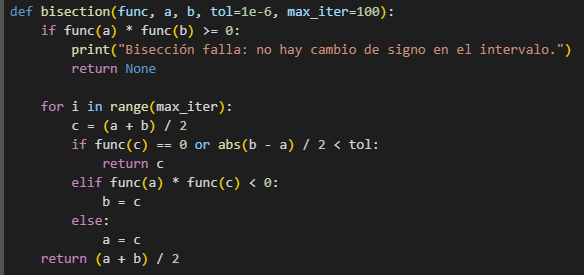 def bisection(func, a, b, tol=1e-6, max_iter=100):
    if func(a) * func(b) >= 0:
        print("Bisección falla: no hay cambio de signo en el intervalo.")
        return None

    for i in range(max_iter):
        c = (a + b) / 2
        if func(c) == 0 or abs(b - a) / 2 < tol:
            return c
        elif func(a) * func(c) < 0:
            b = c
        else:
            a = c
    return (a + b) / 2